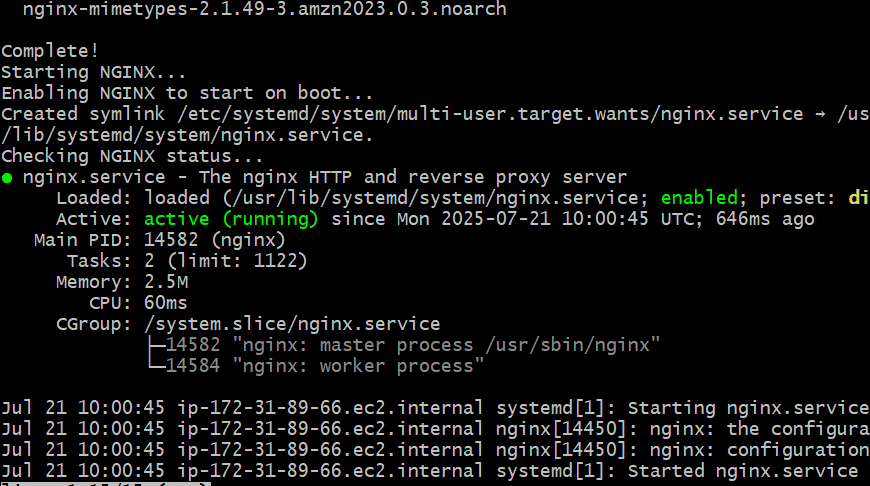 nginx-mimetypes-2.1.49-3.amzn2023.0.3.noarch
Complete!
Starting NGINX...
Enabling NGINX to start on boot...
Created symlink /etc/systemd/system/multi-user.target.wants/nginx.service → /us
/lib/systemd/system/nginx.service.
Checking NGINX status...
● nginx.service - The nginx HTTP and reverse proxy server
Loaded: loaded (/usr/lib/systemd/system/nginx.service; enabled; preset: di
Active: active (running) since Mon 2025-07-21 10:00:45 UTC; 646ms ago
Main PID: 14582 (nginx)
Tasks: 2 (limit: 1122)
Memory: 2.5M
CPU: 60ms
CGroup: /system.slice/nginx.service
├─14582 "nginx: master process /usr/sbin/nginx"
└─14584 "nginx: worker process"
Jul 21 10:00:45 ip-172-31-89-66.ec2.internal systemd[1]: Starting nginx.service
Jul 21 10:00:45 ip-172-31-89-66.ec2.internal nginx[14450]: nginx: the configura
Jul 21 10:00:45 ip-172-31-89-66.ec2.internal nginx[14450]: nginx: configuration
Jul 21 10:00:45 ip-172-31-89-66.ec2.internal systemd[1]: Started nginx.service